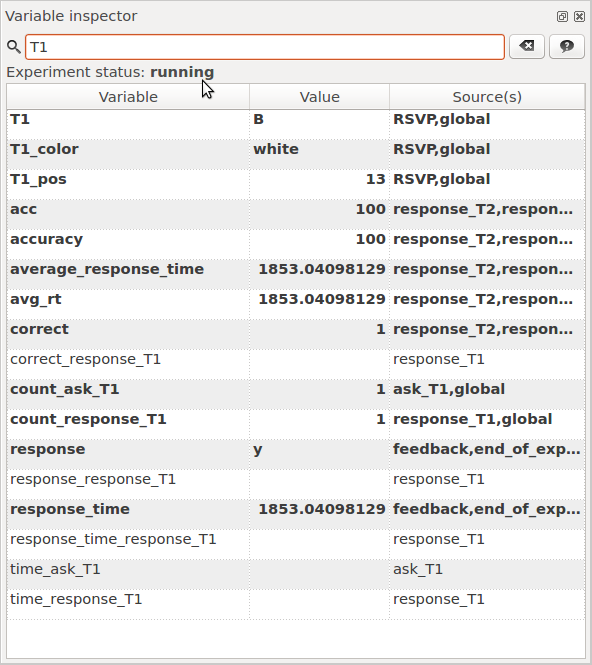 Variable inspector
T1
Experiment status: running
Variable Value Source(s)
T1 B RSVP,global
T1_color white RSVP,global
T1_pos 13 RSVP,global
acc 100 response_T2,respon...
accuracy 100 response_T2,respon...
average_response_time 1853.04098129 response_T2,respon...
avg_rt 1853.04098129 response_T2,respon...
correct 1 response_T2,respon...
correct_response_T1 response_T1
count_ask_T1 1 ask_T1,global
count_response_T1 1 response_T1,global
response y feedback,end_of_exp...
response_response_T1 response_T1
response_time 1853.04098129 feedback,end_of_exp...
response_time_response_T1 response_T1
time_ask_T1 ask_T1
time_response_T1 response_T1